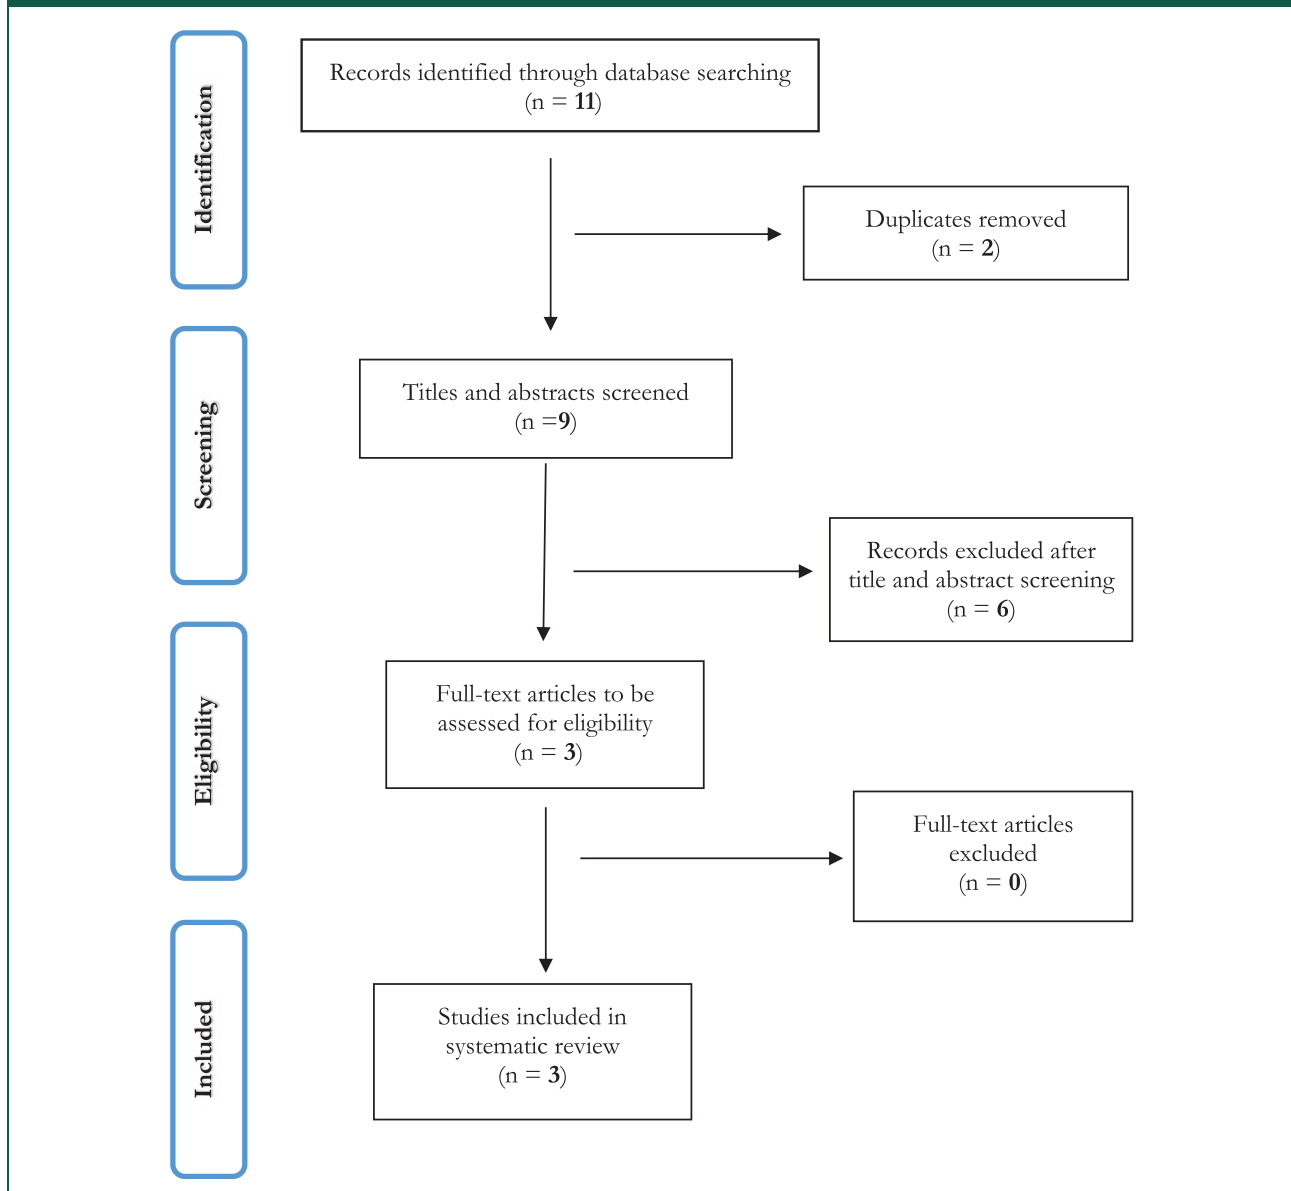 Identification
Records identified through database searching
(n = 11)
Duplicates removed
(n = 2)
Screening
Titles and abstracts screened
(n =9)
Records excluded after
title and abstract screening
(n = 6)
Eligibility
Full-text articles to be
assessed for eligibility
(n = 3)
Full-text articles
excluded
(n = 0)
Included
Studies included in
systematic review
(n = 3)